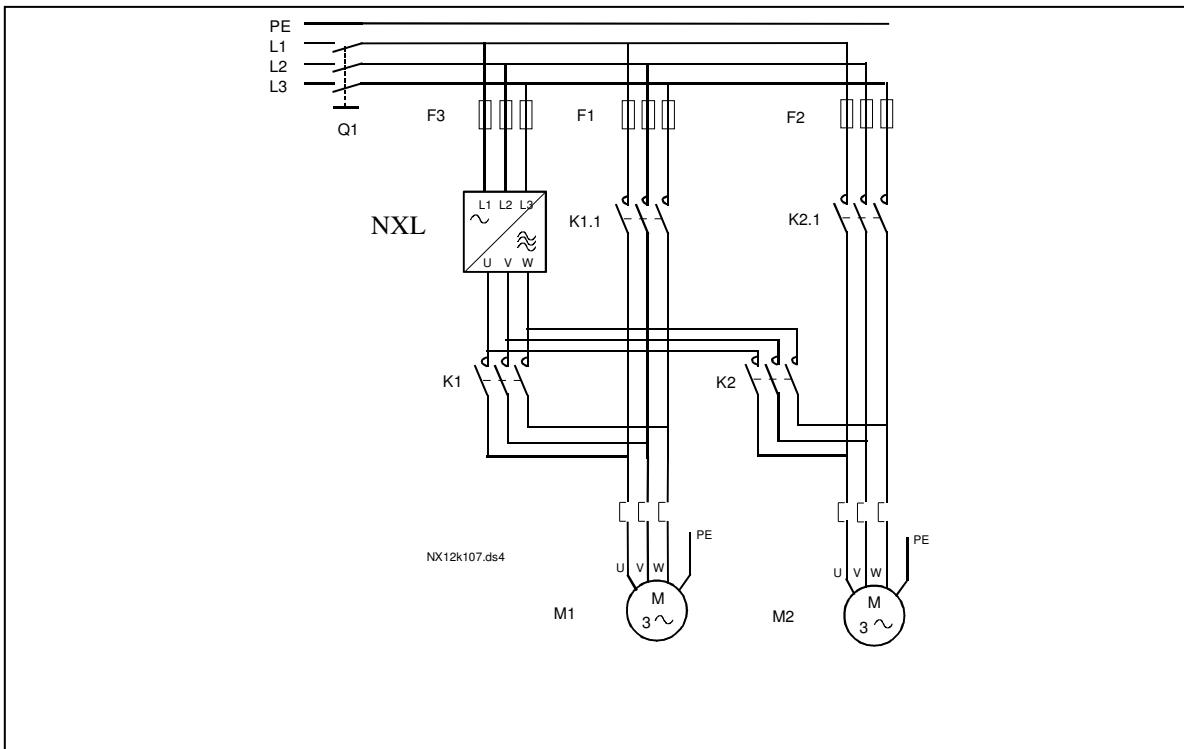 PE
L1
L2
L3
Q1
F3
F1
F2
NXL
L1 L2 L3
U V W
K1.1
K2.1
K1
K2
NX12k107.ds4
PE
PE
U V W
U V W
M1
M
3
M2
M
3